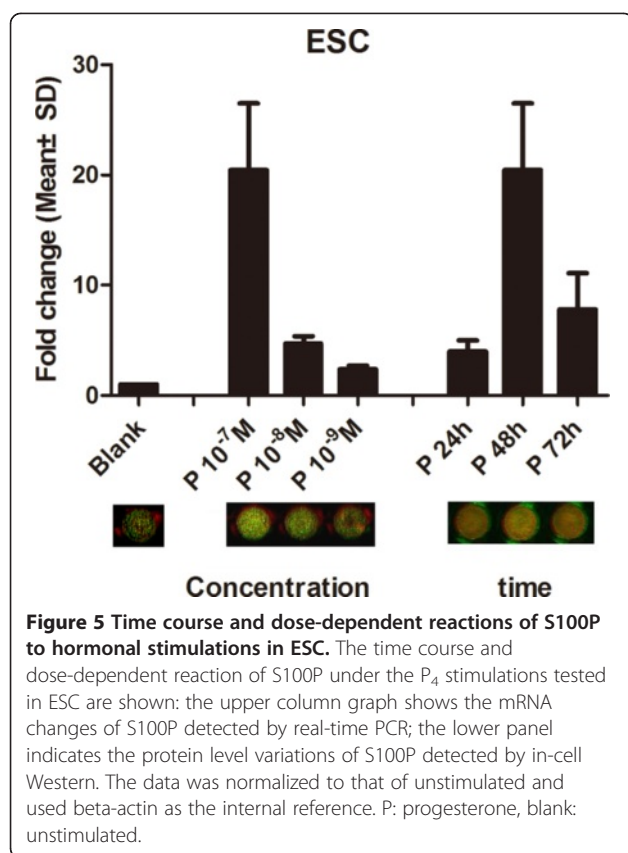 ESC
30
20
10
0
Fold change (Mean± SD)
Blank
P 10⁻⁷M
P 10⁻⁸M
P 10⁻⁹M
P 24h
P 48h
P 72h
Concentration
time
Figure 5 Time course and dose-dependent reactions of S100P
to hormonal stimulations in ESC. The time course and
dose-dependent reaction of S100P under the P₄ stimulations tested
in ESC are shown: the upper column graph shows the mRNA
changes of S100P detected by real-time PCR; the lower panel
indicates the protein level variations of S100P detected by in-cell
Western. The data was normalized to that of unstimulated and
used beta-actin as the internal reference. P: progesterone, blank:
unstimulated.